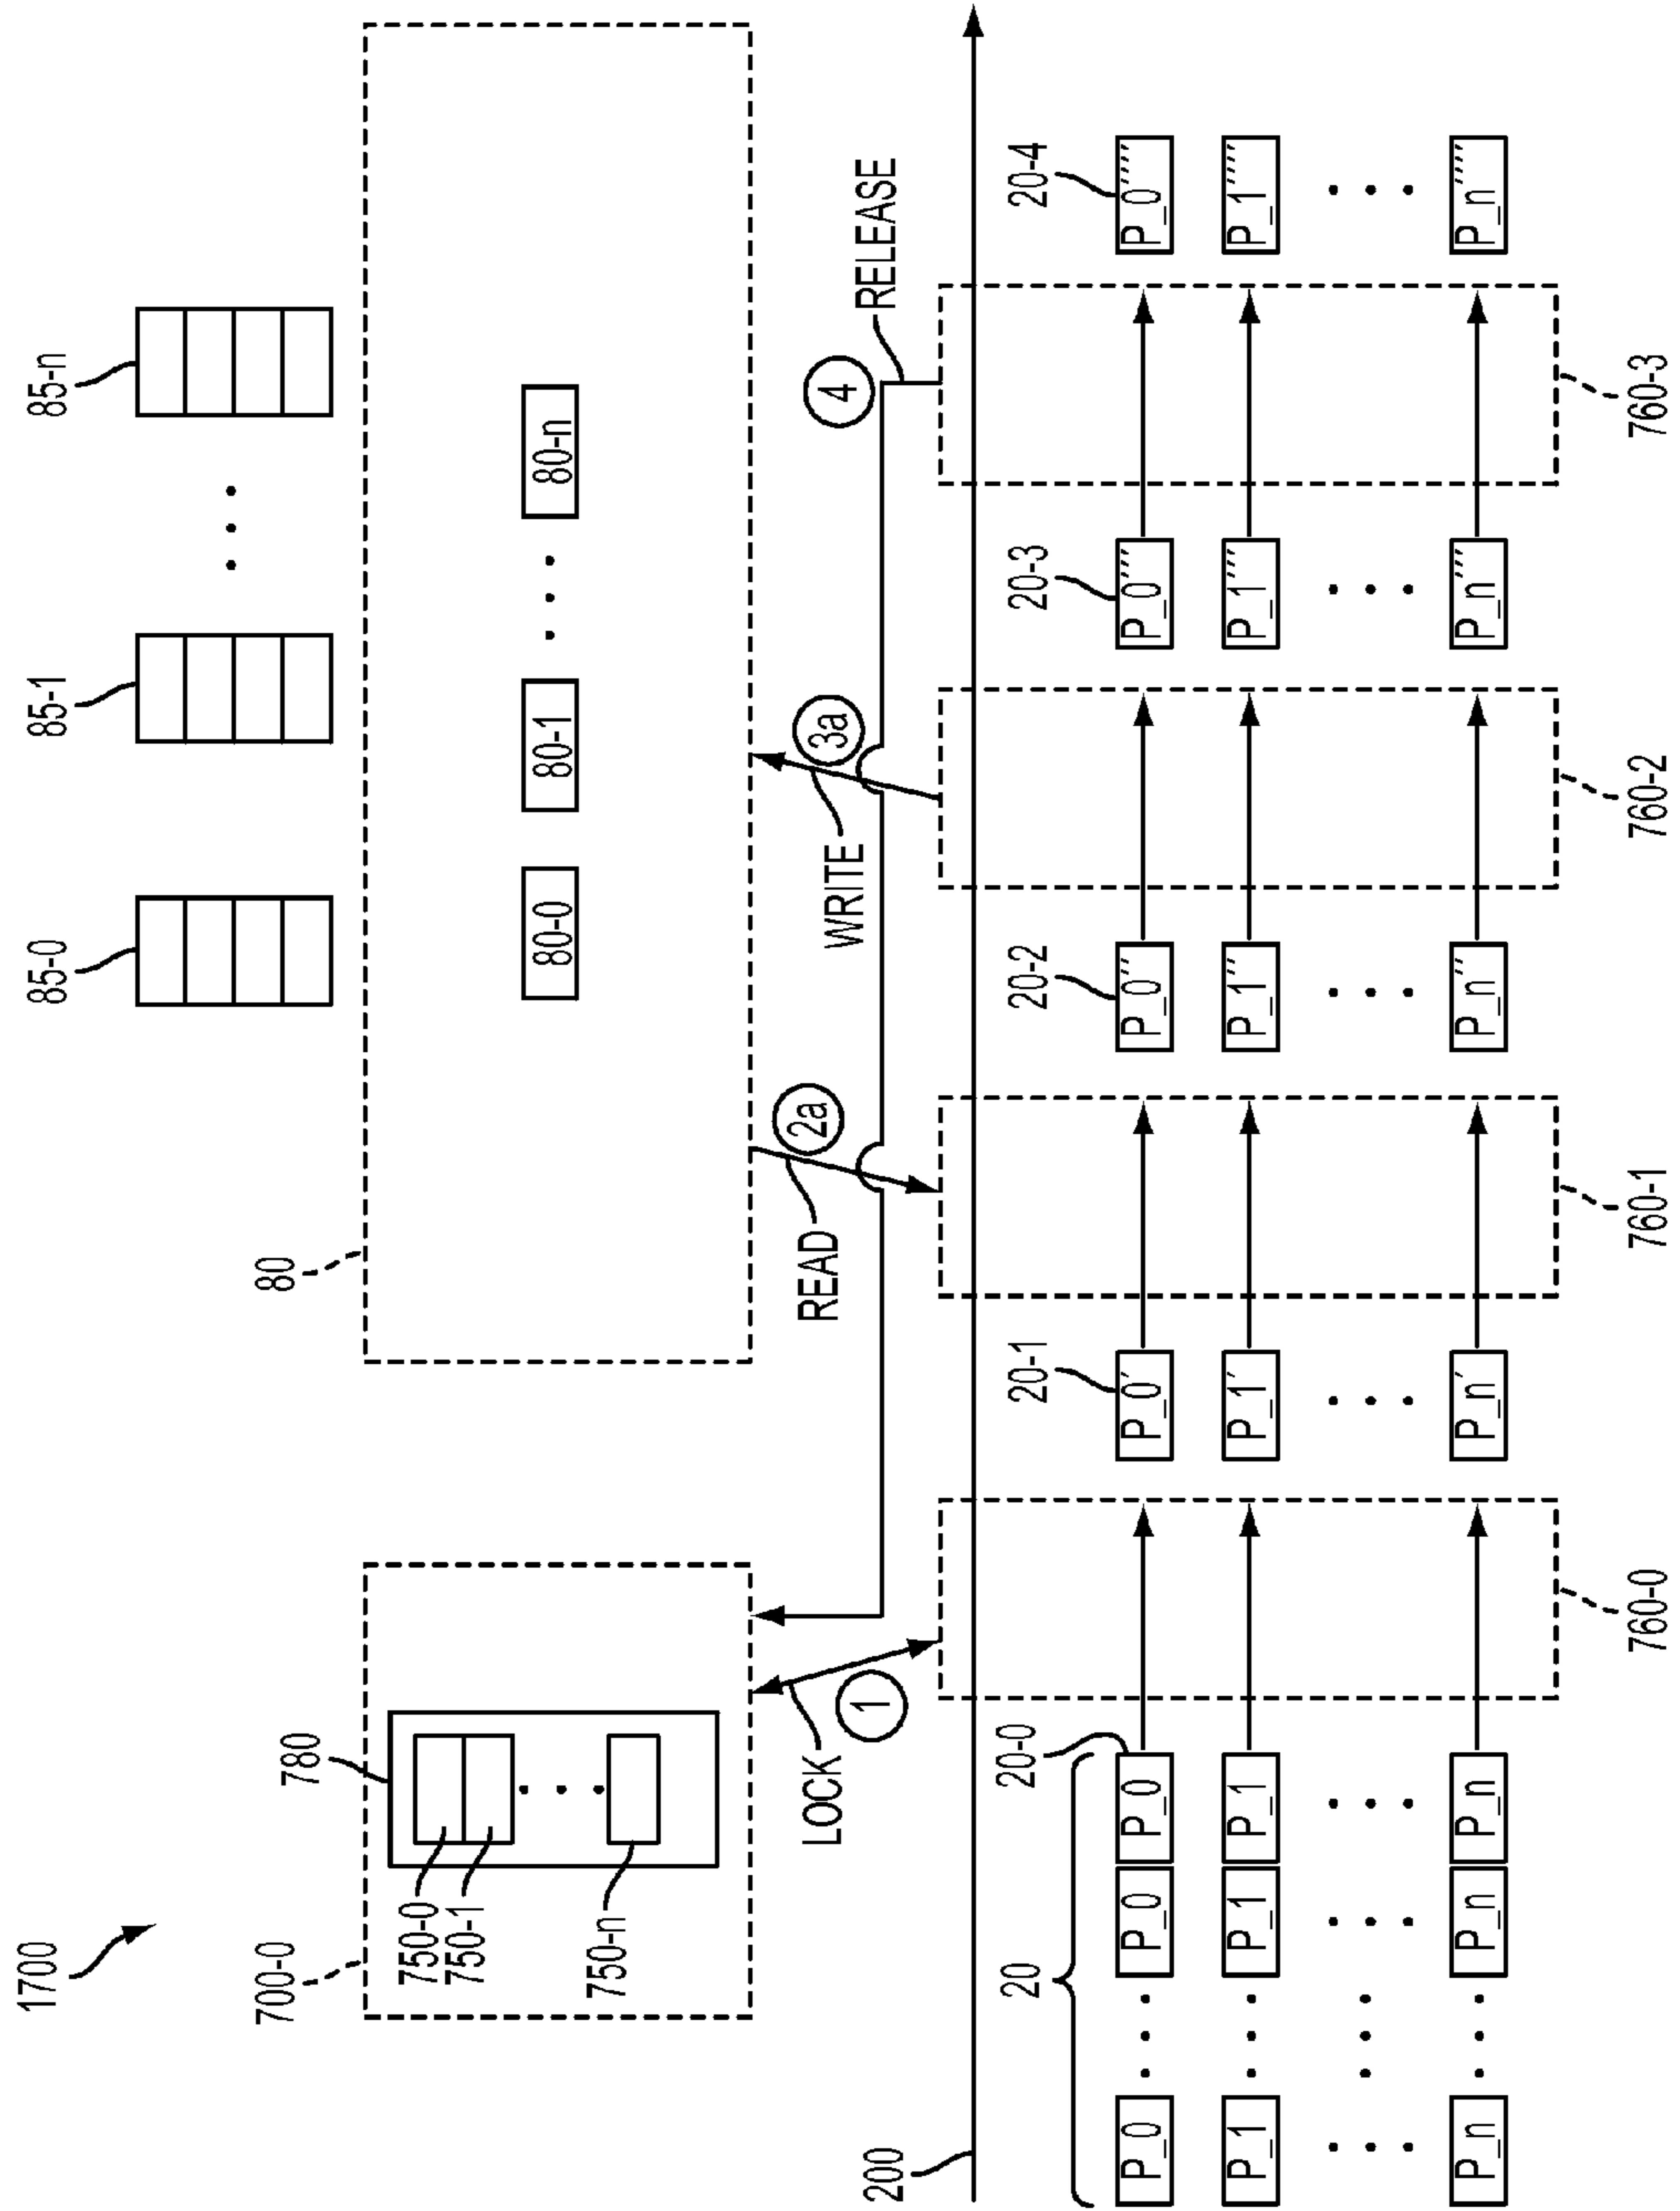 1700
85-0
85-1
85-n
700-0
780
80
750-0
750-1
750-n
80-0
80-1
80-n
LOCK
1
READ
2a
WRITE
3a
RELEASE
4
200
20
20-0
20-1
20-2
20-3
20-4
P_0 P_0 P_0 P_0′ P_0′′ P_0′′′ P_0′′′′
P_1 P_1 P_1 P_1′ P_1′′ P_1′′′ P_1′′′′
P_n P_n P_n P_n′ P_n′′ P_n′′′ P_n′′′′
760-0
760-1
760-2
760-3